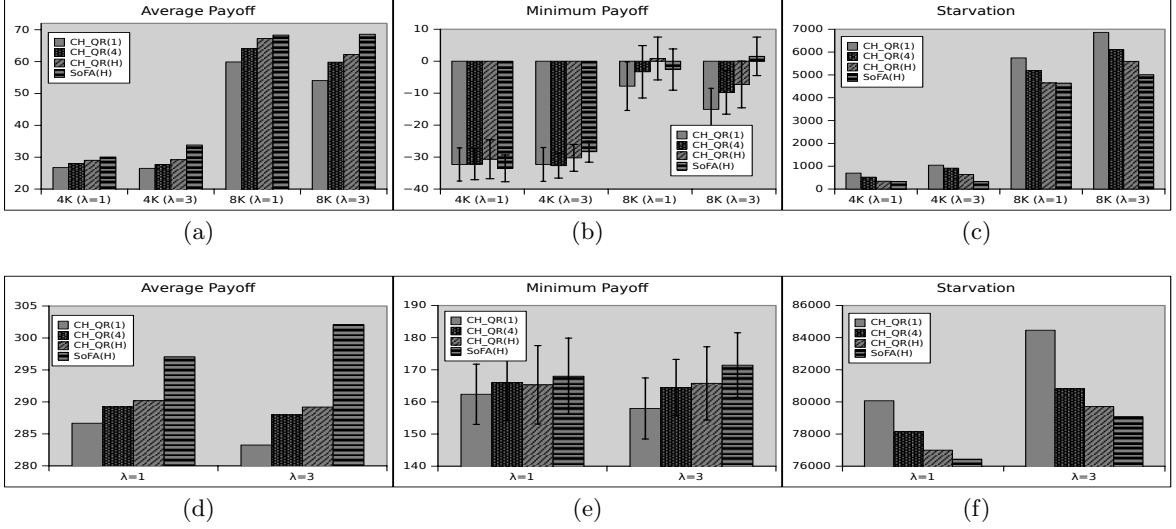 Average Payoff
70
60
50
40
30
20
CH_QR(1)
CH_QR(4)
CH_QR(H)
SoFA(H)
4K (λ=1) 4K (λ=3) 8K (λ=1) 8K (λ=3)
(a)
Minimum Payoff
10
0
−10
−20
−30
−40
CH_QR(1)
CH_QR(4)
CH_QR(H)
SoFA(H)
4K (λ=1) 4K (λ=3) 8K (λ=1) 8K (λ=3)
(b)
Starvation
7000
6000
5000
4000
3000
2000
1000
0
CH_QR(1)
CH_QR(4)
CH_QR(H)
SoFA(H)
4K (λ=1) 4K (λ=3) 8K (λ=1) 8K (λ=3)
(c)
Average Payoff
305
300
295
290
285
280
CH_QR(1)
CH_QR(4)
CH_QR(H)
SoFA(H)
λ=1 λ=3
(d)
Minimum Payoff
190
180
170
160
150
140
CH_QR(1)
CH_QR(4)
CH_QR(H)
SoFA(H)
λ=1 λ=3
(e)
Starvation
86000
84000
82000
80000
78000
76000
CH_QR(1)
CH_QR(4)
CH_QR(H)
SoFA(H)
λ=1 λ=3
(f)